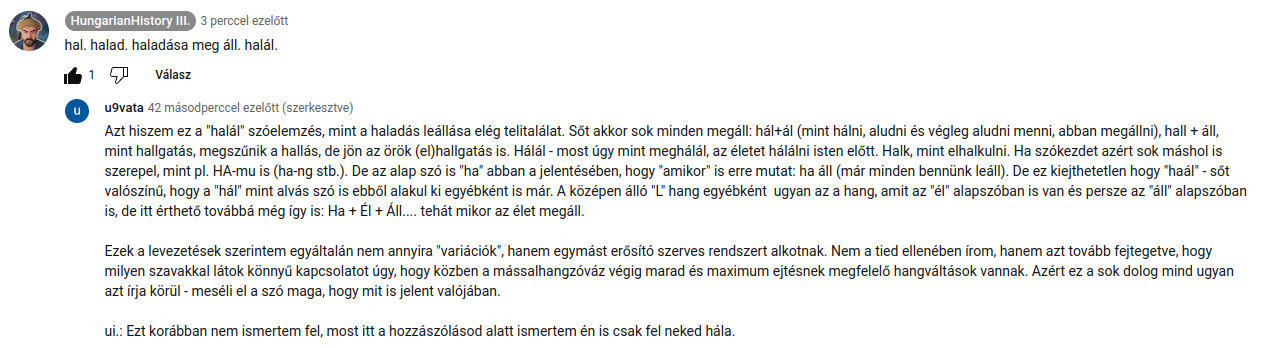 HungarianHistory III. 3 perccel ezelőtt
hal. halad. haladása meg áll. halál.
1 Válasz
u
u9vata 42 másodperccel ezelőtt (szerkesztve)
Azt hiszem ez a "halál" szóelemzés, mint a haladás leállása elég telitalálat. Sőt akkor sok minden megáll: hál+ál (mint hálni, aludni és végleg aludni menni, abban megállni), hall + áll,
mint hallgatás, megszűnik a hallás, de jön az örök (el)hallgatás is. Hálál - most úgy mint meghálál, az életet hálálni isten előtt. Halk, mint elhalkulni. Ha szókezdet azért sok máshol is
szerepel, mint pl. HA-mu is (ha-ng stb.). De az alap szó is "ha" abban a jelentésében, hogy "amikor" is erre mutat: ha áll (már minden bennünk leáll). De ez kiejthetetlen hogy "haál" - sőt
valószínű, hogy a "hál" mint alvás szó is ebből alakul ki egyébként is már. A középen álló "L" hang egyébként  ugyan az a hang, amit az "él" alapszóban is van és persze az "áll" alapszóban
is, de itt érthető továbbá még így is: Ha + Él + Áll.... tehát mikor az élet megáll.
Ezek a levezetések szerintem egyáltalán nem annyira "variációk", hanem egymást erősítő szerves rendszert alkotnak. Nem a tied ellenében írom, hanem azt tovább fejtegetve, hogy
milyen szavakkal látok könnyű kapcsolatot úgy, hogy közben a mássalhangzóváz végig marad és maximum ejtésnek megfelelő hangváltások vannak. Azért ez a sok dolog mind ugyan
azt írja körül - meséli el a szó maga, hogy mit is jelent valójában.
ui.: Ezt korábban nem ismertem fel, most itt a hozzászólásod alatt ismertem én is csak fel neked hála.